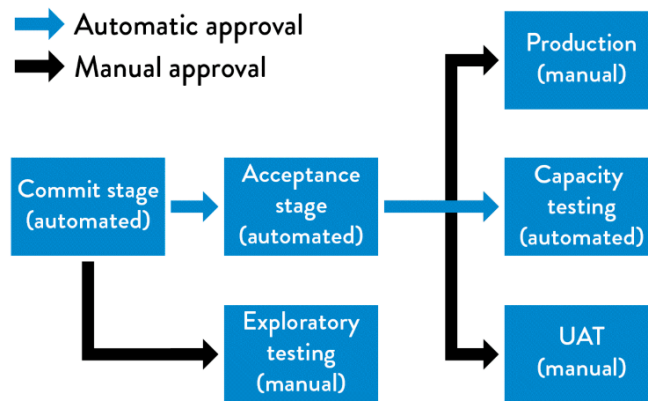 Automatic approval
Manual approval
Production
(manual)
Commit stage
(automated)
Acceptance
stage
(automated)
Capacity
testing
(automated)
Exploratory
testing
(manual)
UAT
(manual)